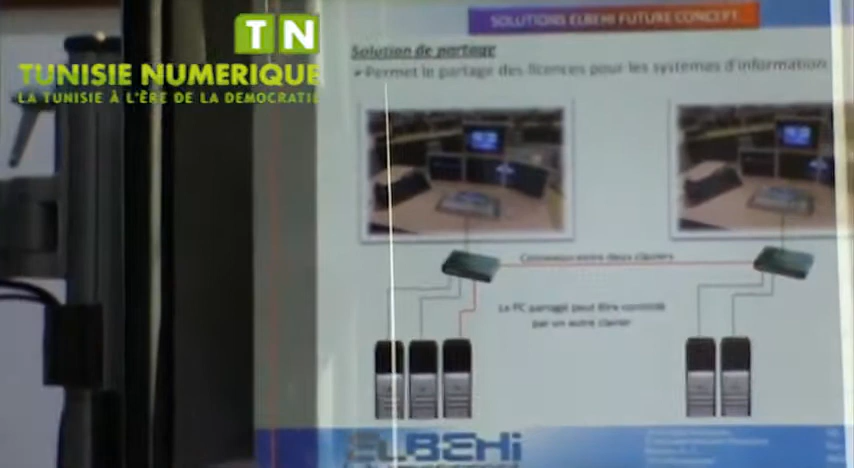 TN
TUNISIE NUMERIQUE
LA TUNISIE À L'ÈRE DE LA DEMOCRATIE
SOLUTIONS ELBEHI FUTURE CONCEPT
Solution de partage
➢Permet le partage des licences pour les systèmes d'information
Connexion entre deux claviers
Le PC partagé peut être contrôlé
par un autre clavier
ELBEHi